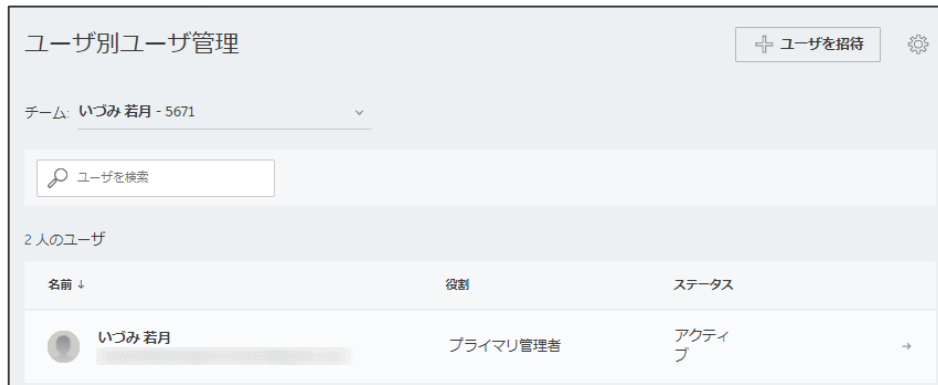 ユーザ別ユーザ管理
ユーザを招待
チーム: いづみ 若月 - 5671
ユーザを検索
2 人のユーザ
名前 ↓ 役割 ステータス
いづみ 若月
プライマリ管理者
アクティ
ブ